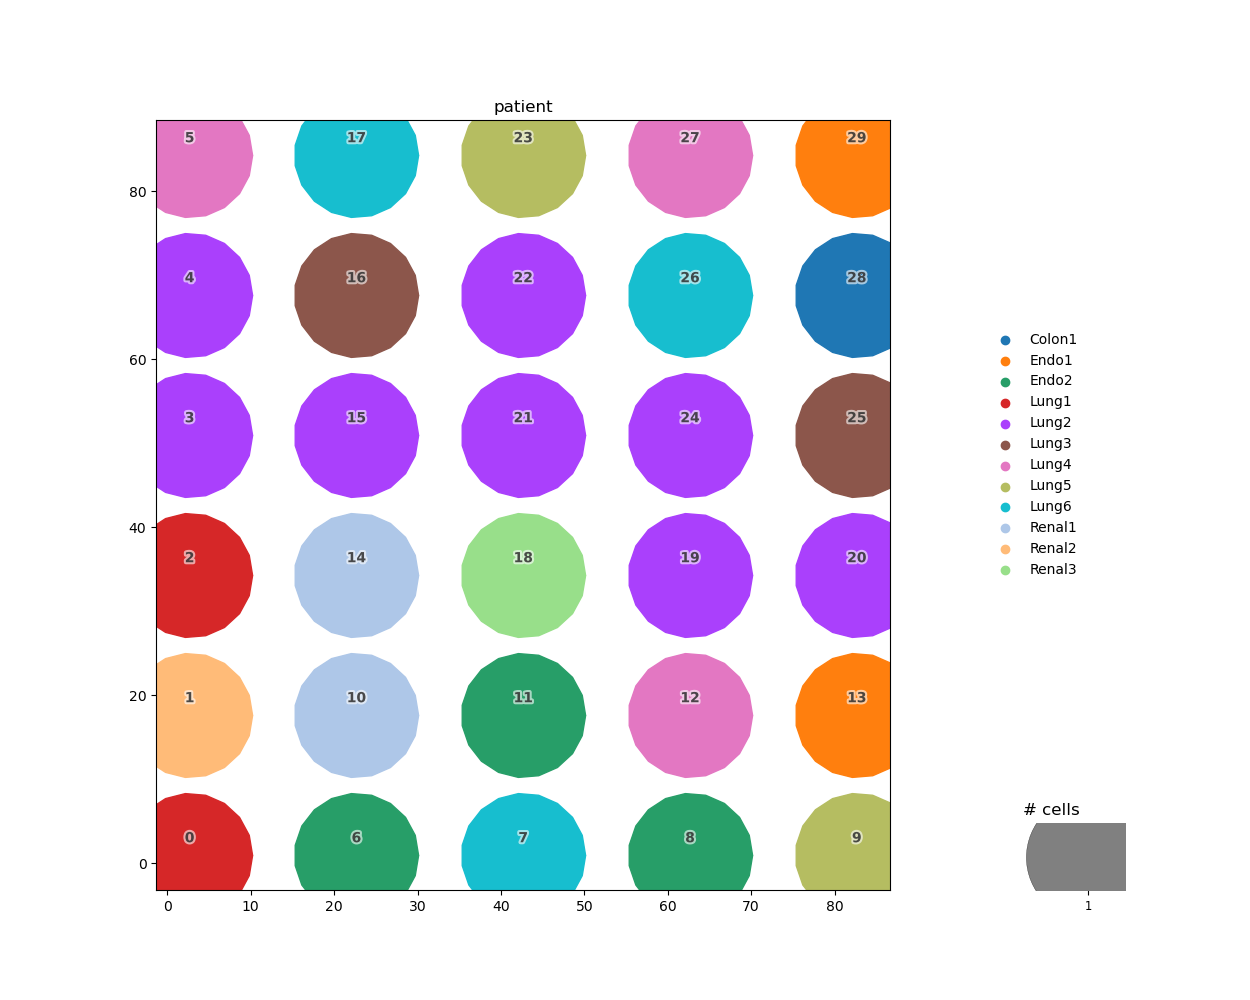 patient
5 17 23 27 29
80
4 16 22 26 28
60
3 15 21 24 25
40
2 14 18 19 20
20
1 10 11 12 13
0
0 6 7 8 9
0 10 20 30 40 50 60 70 80
Colon1
Endo1
Endo2
Lung1
Lung2
Lung3
Lung4
Lung5
Lung6
Renal1
Renal2
Renal3
# cells
1